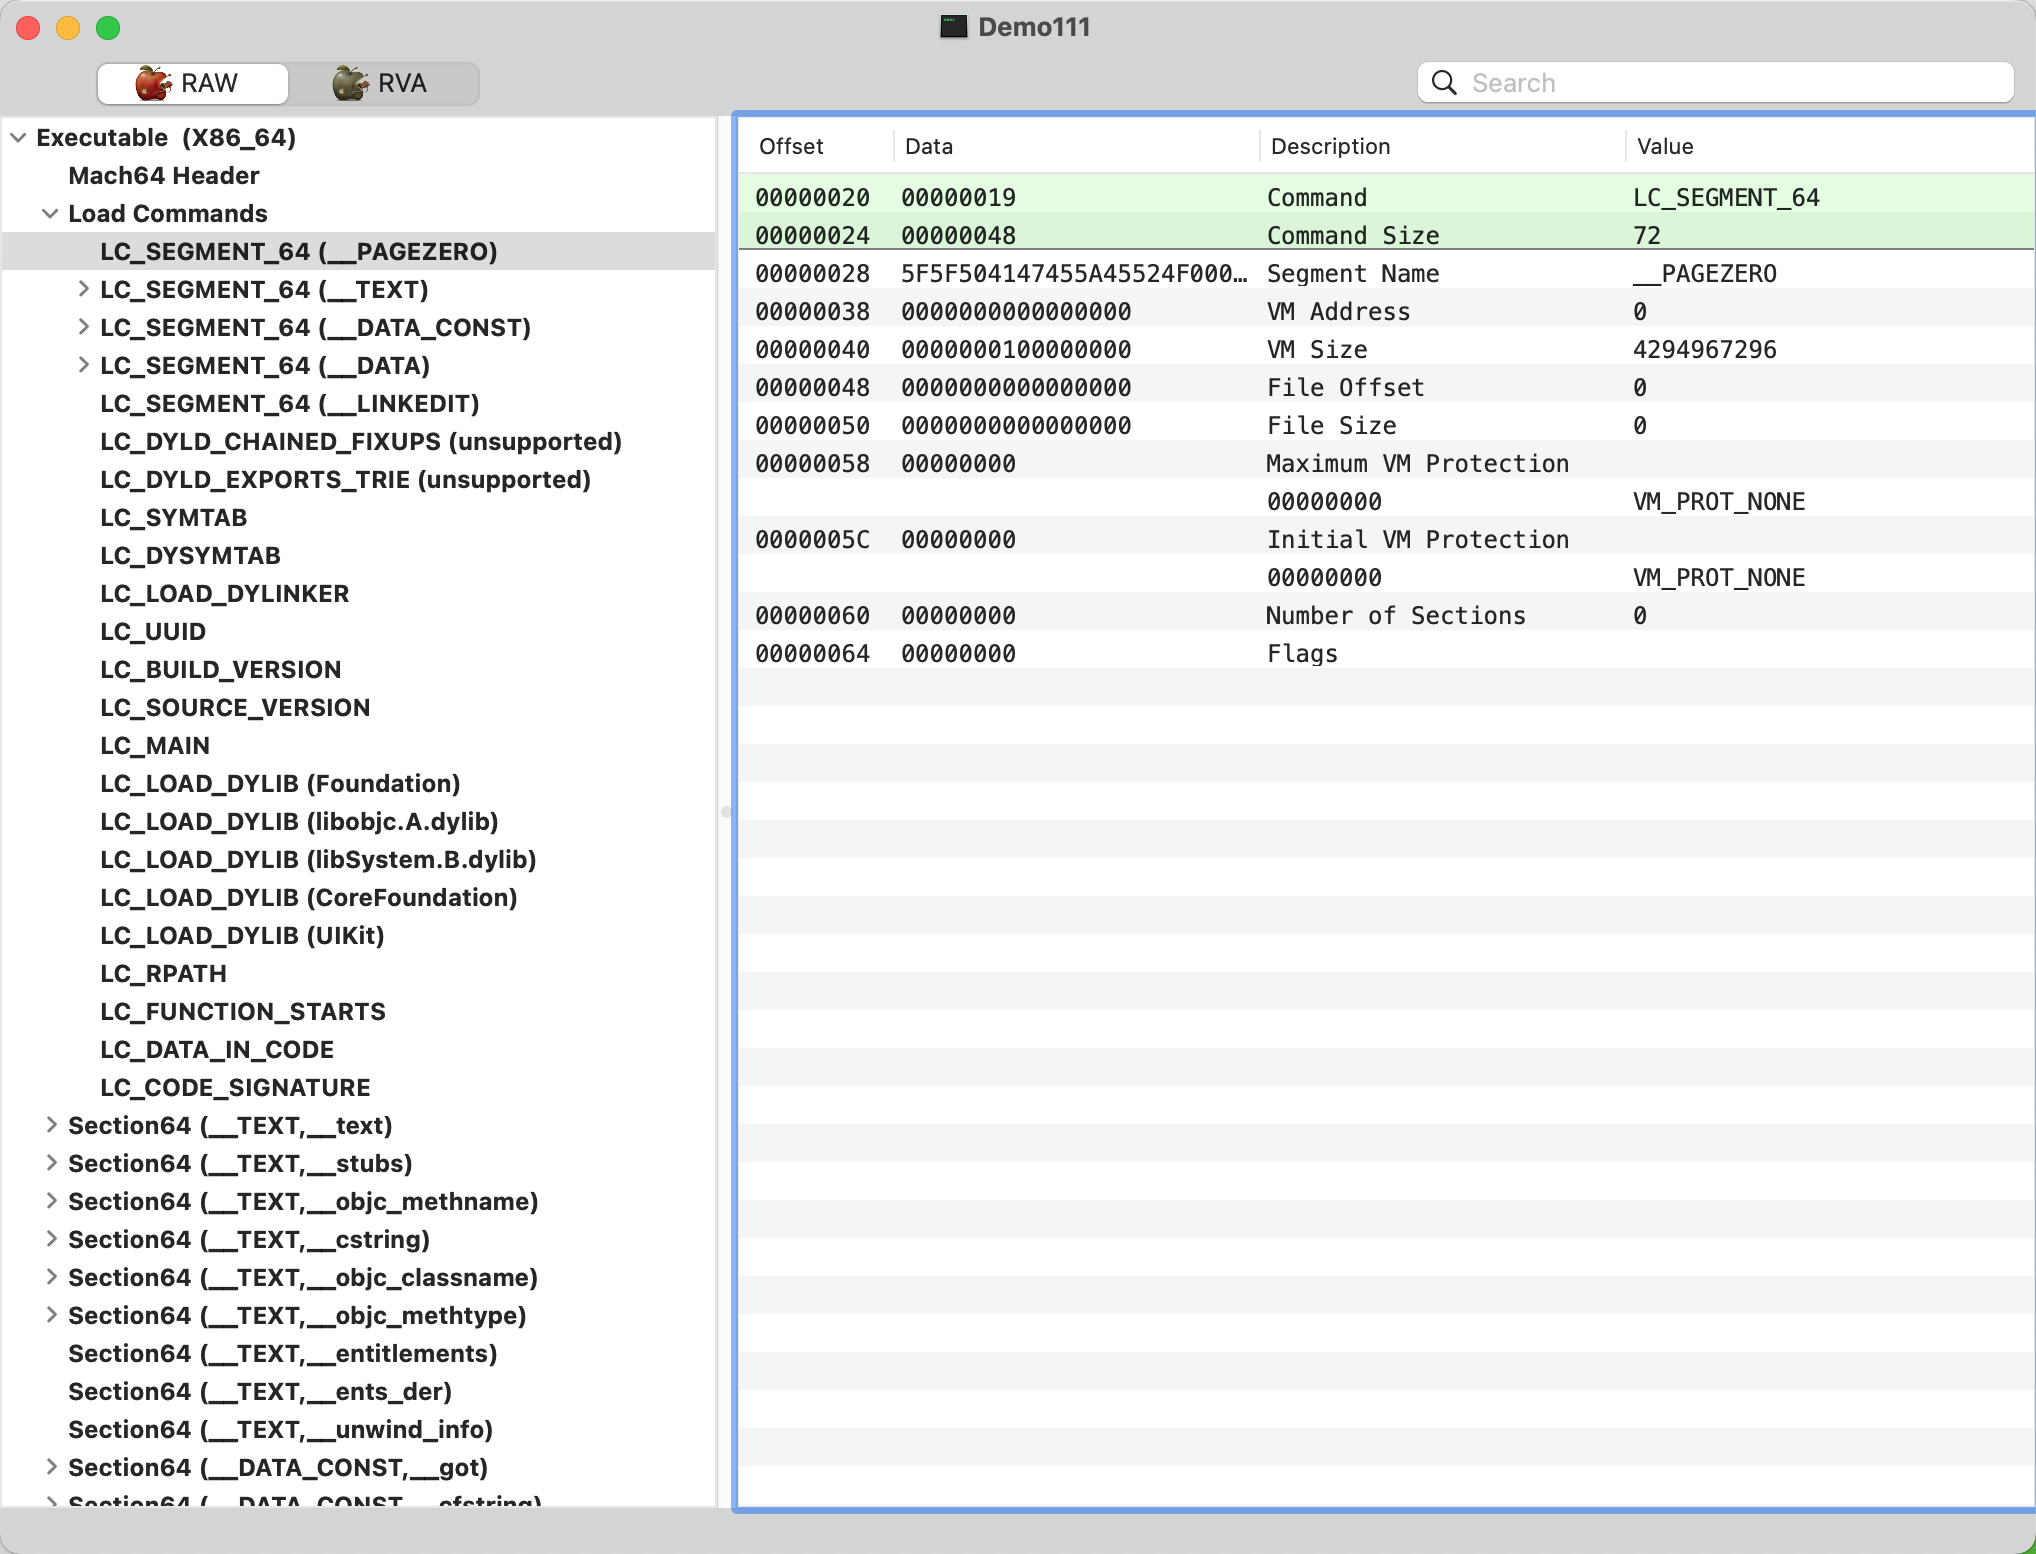 Demo111
RAW
RVA
Search
Executable (X86_64)
Mach64 Header
Load Commands
LC_SEGMENT_64 (__PAGEZERO)
LC_SEGMENT_64 (__TEXT)
LC_SEGMENT_64 (__DATA_CONST)
LC_SEGMENT_64 (__DATA)
LC_SEGMENT_64 (__LINKEDIT)
LC_DYLD_CHAINED_FIXUPS (unsupported)
LC_DYLD_EXPORTS_TRIE (unsupported)
LC_SYMTAB
LC_DYSYMTAB
LC_LOAD_DYLINKER
LC_UUID
LC_BUILD_VERSION
LC_SOURCE_VERSION
LC_MAIN
LC_LOAD_DYLIB (Foundation)
LC_LOAD_DYLIB (libobjc.A.dylib)
LC_LOAD_DYLIB (libSystem.B.dylib)
LC_LOAD_DYLIB (CoreFoundation)
LC_LOAD_DYLIB (UIKit)
LC_RPATH
LC_FUNCTION_STARTS
LC_DATA_IN_CODE
LC_CODE_SIGNATURE
Section64 (__TEXT,__text)
Section64 (__TEXT,__stubs)
Section64 (__TEXT,__objc_methname)
Section64 (__TEXT,__cstring)
Section64 (__TEXT,__objc_classname)
Section64 (__TEXT,__objc_methtype)
Section64 (__TEXT,__entitlements)
Section64 (__TEXT,__ents_der)
Section64 (__TEXT,__unwind_info)
Section64 (__DATA_CONST,__got)
Section64 (__DATA_CONST,__cfstring)
Offset Data Description Value
00000020 00000019 Command LC_SEGMENT_64
00000024 00000048 Command Size 72
00000028 5F5F504147455A45524F000… Segment Name __PAGEZERO
00000038 0000000000000000 VM Address 0
00000040 0000000100000000 VM Size 4294967296
00000048 0000000000000000 File Offset 0
00000050 0000000000000000 File Size 0
00000058 00000000 Maximum VM Protection
00000000 VM_PROT_NONE
0000005C 00000000 Initial VM Protection
00000000 VM_PROT_NONE
00000060 00000000 Number of Sections 0
00000064 00000000 Flags